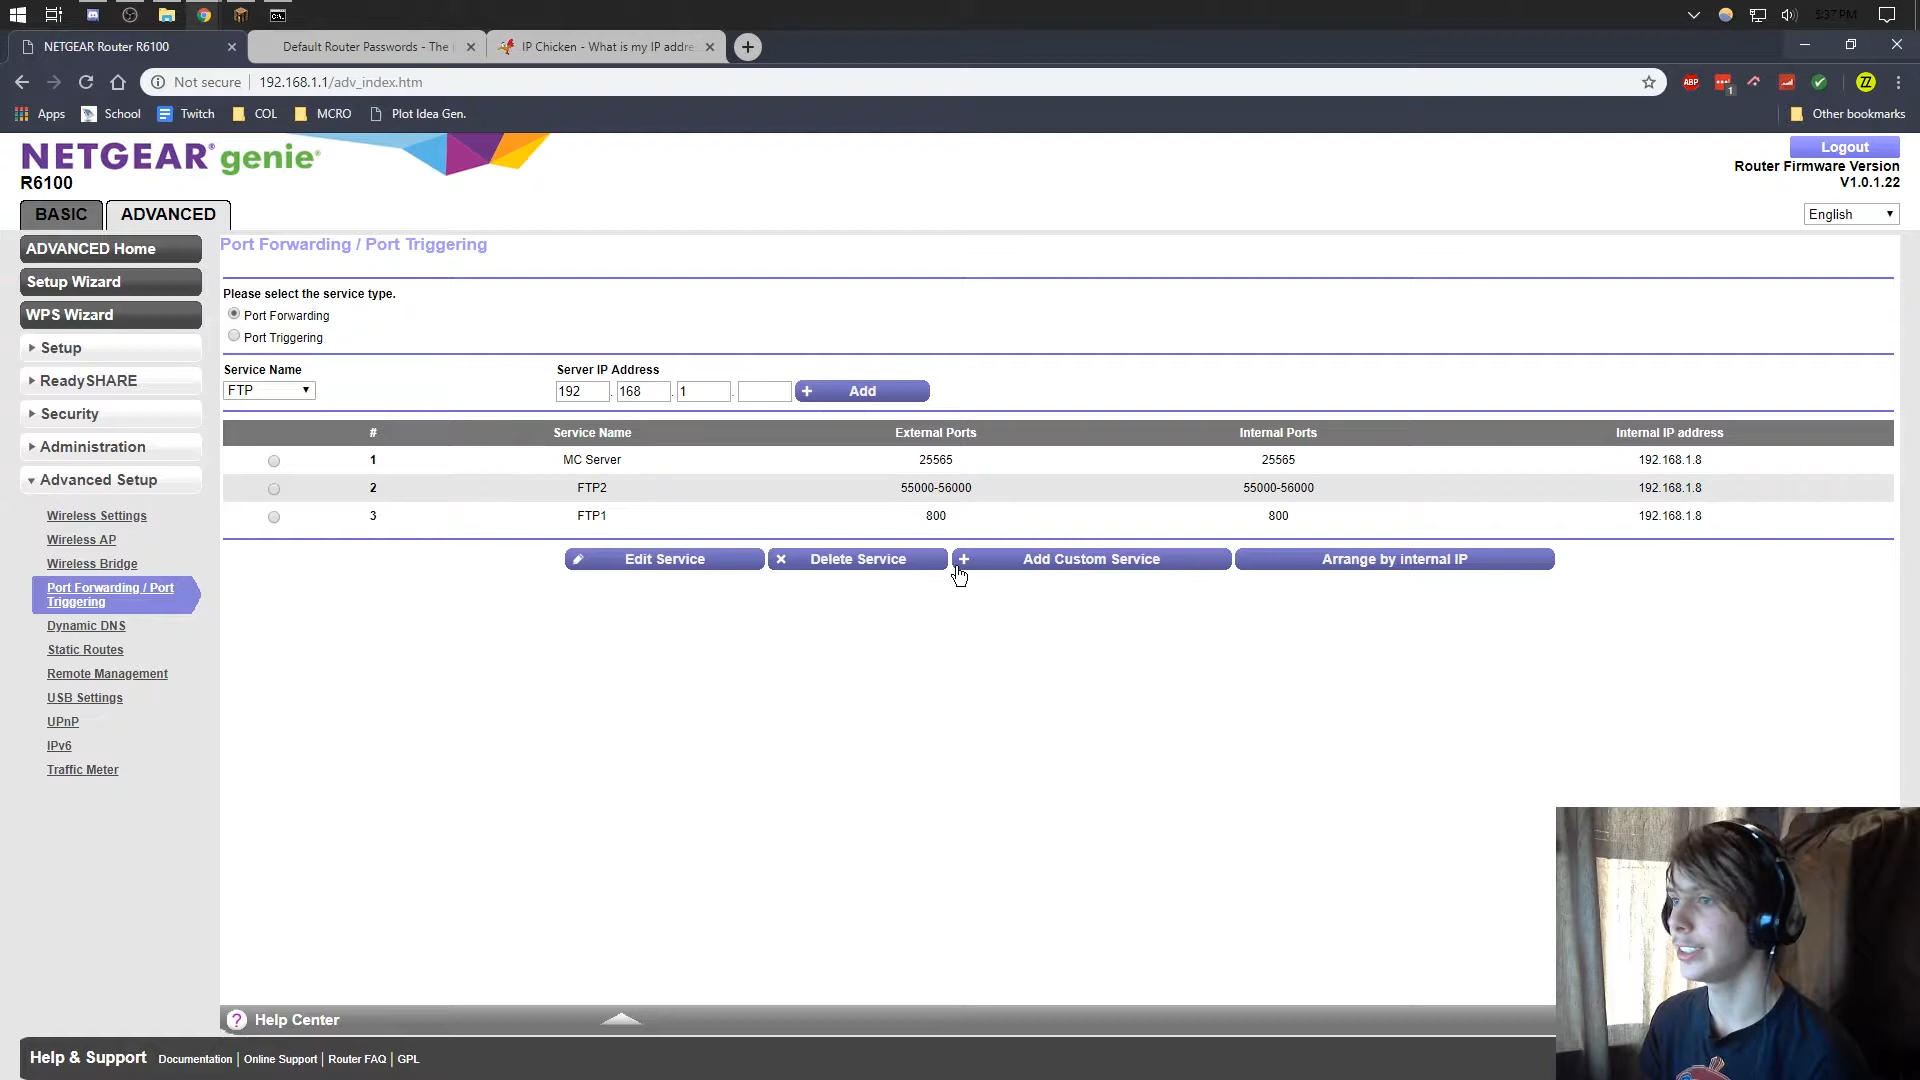 5:37 PM
NETGEAR Router R6100
Default Router Passwords - The
IP Chicken - What is my IP addre
Not secure 192.168.1.1/adv_index.htm
ABP
1
ZZ
Apps School Twitch COL MCRO Plot Idea Gen. Other bookmarks
NETGEAR® genie®
R6100
Logout
Router Firmware Version
V1.0.1.22
BASIC ADVANCED
English
ADVANCED Home
Setup Wizard
WPS Wizard
Setup
ReadySHARE
Security
Administration
Advanced Setup
Wireless Settings
Wireless AP
Wireless Bridge
Port Forwarding / Port
Triggering
Dynamic DNS
Static Routes
Remote Management
USB Settings
UPnP
IPv6
Traffic Meter
Port Forwarding / Port Triggering
Please select the service type.
Port Forwarding
Port Triggering
Service Name Server IP Address
FTP 192 . 168 . 1 . + Add
# Service Name External Ports Internal Ports Internal IP address
1 MC Server 25565 25565 192.168.1.8
2 FTP2 55000-56000 55000-56000 192.168.1.8
3 FTP1 800 800 192.168.1.8
Edit Service Delete Service + Add Custom Service Arrange by internal IP
? Help Center
Help & Support Documentation | Online Support | Router FAQ | GPL